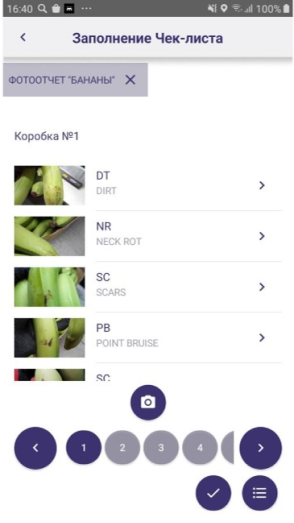 16:40
100%
Заполнение Чек-листа
ФОТООТЧЕТ "БАНАНЫ"
Коробка №1
DT
DIRT
NR
NECK ROT
SC
SCARS
PB
POINT BRUISE
SC
1 2 3 4